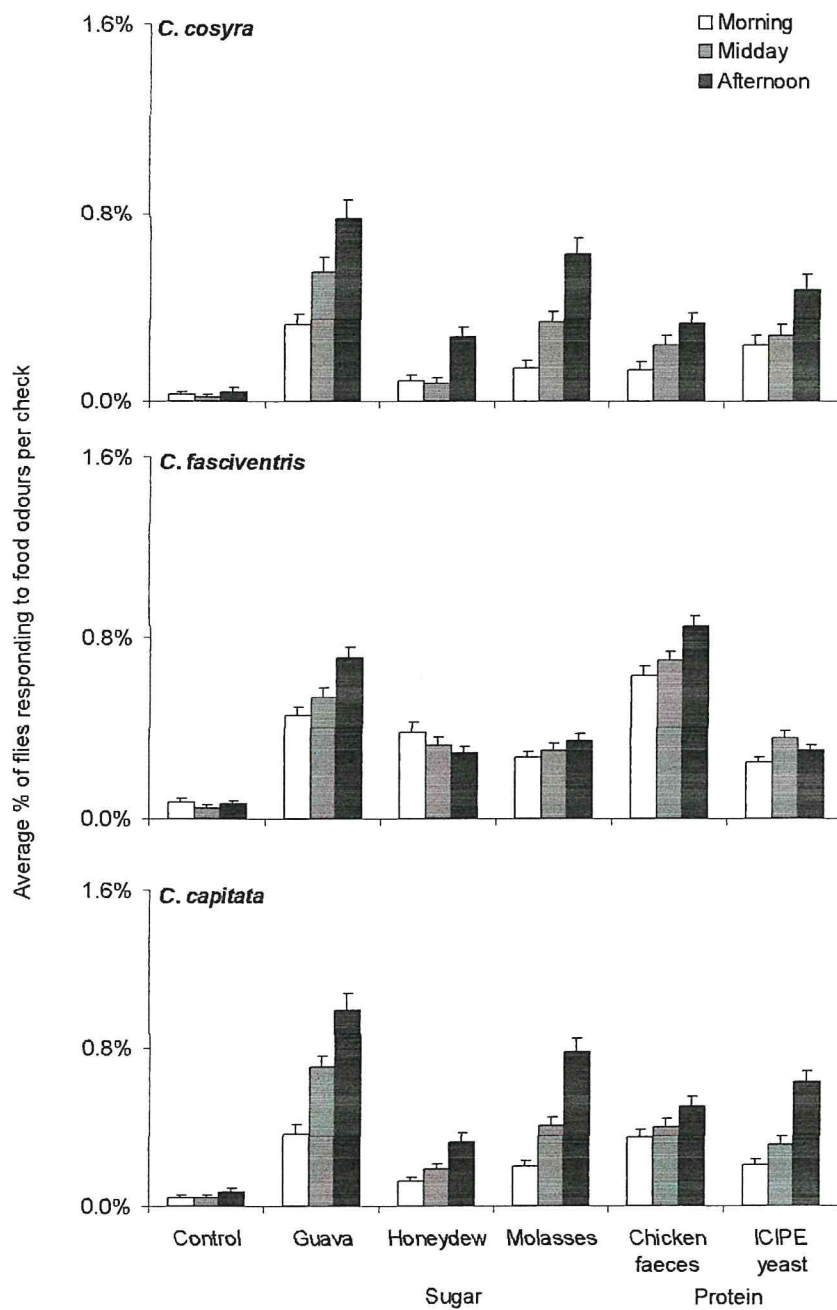 1.6%
C. cosyra
Morning
Midday
Afternoon
0.8%
0.0%
1.6%
C. fasciventris
0.8%
0.0%
1.6%
C. capitata
0.8%
0.0%
Average % of flies responding to food odours per check
Control
Guava
Honeydew
Molasses
Chicken
faeces
ICIPE
yeast
Sugar
Protein